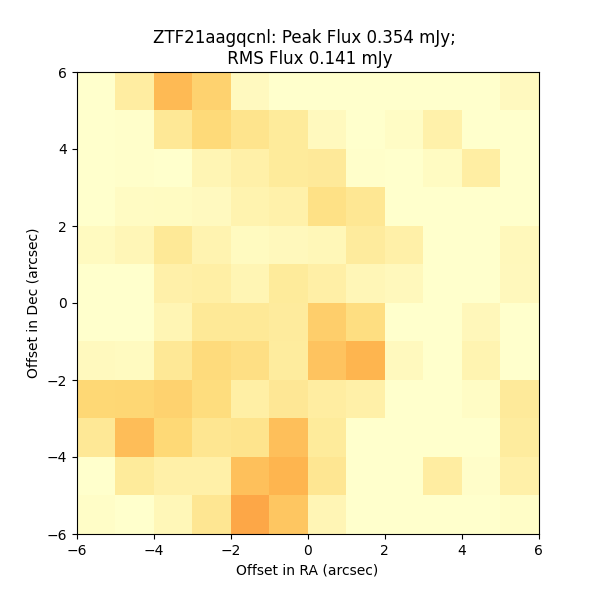 ZTF21aagqcnl: Peak Flux 0.354 mJy;
RMS Flux 0.141 mJy
6
4
2
0
−2
−4
−6
Offset in Dec (arcsec)
−6 −4 −2 0 2 4 6
Offset in RA (arcsec)